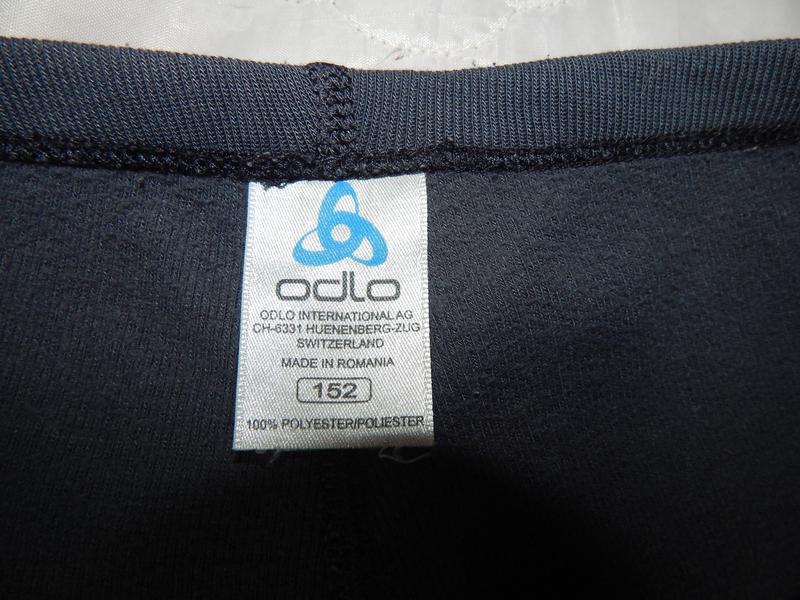 odlo
ODLO INTERNATIONAL AG
CH-6331 HUENENBERG-ZUG
SWITZERLAND
MADE IN ROMANIA
152
100% POLYESTER/POLIESTER